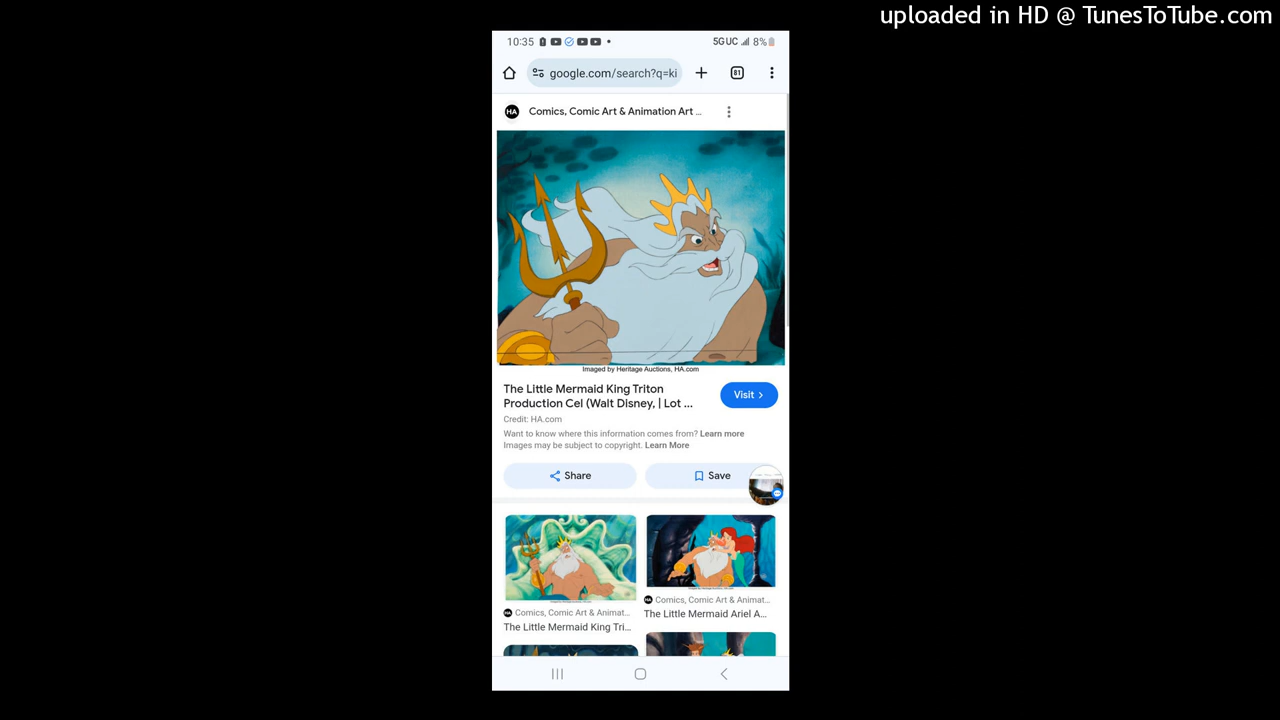 uploaded in HD @ TunesToTube.com
10:35
5GUC 8%
google.com/search?q=ki
81
HA Comics, Comic Art & Animation Art ...
Imaged by Heritage Auctions, HA.com
The Little Mermaid King Triton
Production Cel (Walt Disney, | Lot ...
Visit
Credit: HA.com
Want to know where this information comes from? Learn more
Images may be subject to copyright. Learn More
Share
Save
Comics, Comic Art & Animat...
The Little Mermaid King Tri...
Comics, Comic Art & Animat...
The Little Mermaid Ariel A...